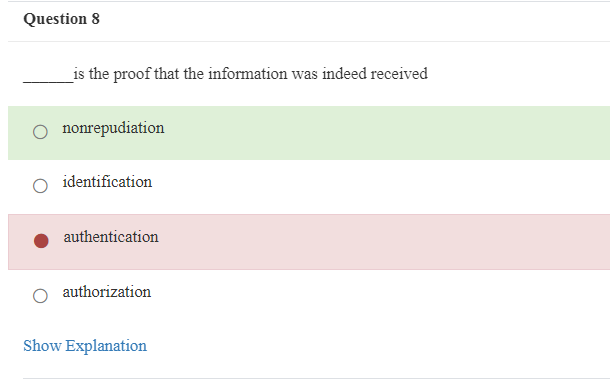 Question 8
______is the proof that the information was indeed received
nonrepudiation
identification
authentication
authorization
Show Explanation